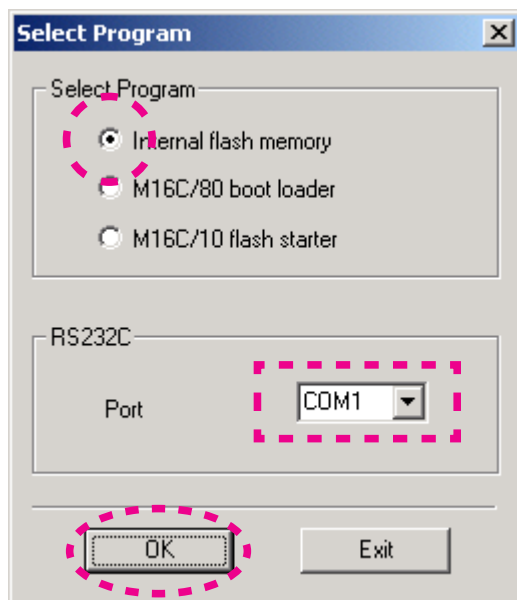 Select Program
Select Program
Internal flash memory
M16C/80 boot loader
M16C/10 flash starter
RS232C
Port COM1
OK Exit